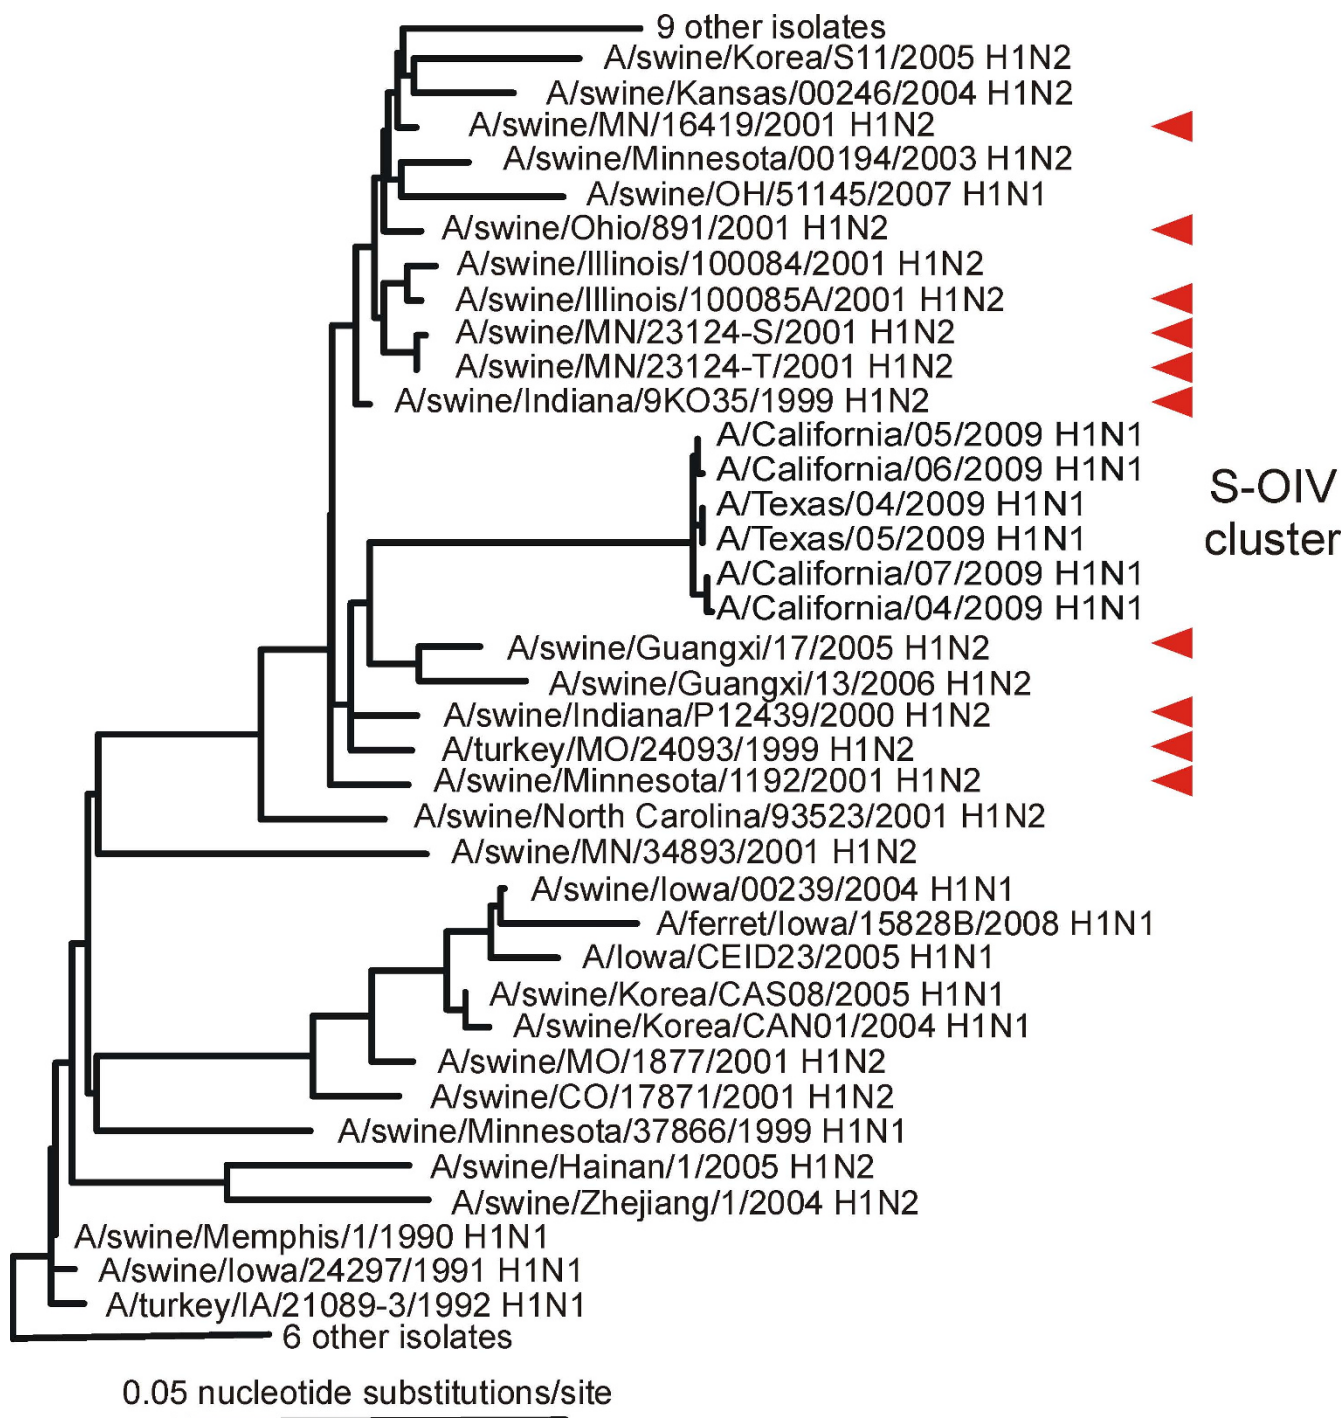 9 other isolates
A/swine/Korea/S11/2005 H1N2
A/swine/Kansas/00246/2004 H1N2
A/swine/MN/16419/2001 H1N2
A/swine/Minnesota/00194/2003 H1N2
A/swine/OH/51145/2007 H1N1
A/swine/Ohio/891/2001 H1N2
A/swine/Illinois/100084/2001 H1N2
A/swine/Illinois/100085A/2001 H1N2
A/swine/MN/23124-S/2001 H1N2
A/swine/MN/23124-T/2001 H1N2
A/swine/Indiana/9KO35/1999 H1N2
A/California/05/2009 H1N1
A/California/06/2009 H1N1
A/Texas/04/2009 H1N1
A/Texas/05/2009 H1N1
A/California/07/2009 H1N1
A/California/04/2009 H1N1
S-OIV
cluster
A/swine/Guangxi/17/2005 H1N2
A/swine/Guangxi/13/2006 H1N2
A/swine/Indiana/P12439/2000 H1N2
A/turkey/MO/24093/1999 H1N2
A/swine/Minnesota/1192/2001 H1N2
A/swine/North Carolina/93523/2001 H1N2
A/swine/MN/34893/2001 H1N2
A/swine/Iowa/00239/2004 H1N1
A/ferret/Iowa/15828B/2008 H1N1
A/Iowa/CEID23/2005 H1N1
A/swine/Korea/CAS08/2005 H1N1
A/swine/Korea/CAN01/2004 H1N1
A/swine/MO/1877/2001 H1N2
A/swine/CO/17871/2001 H1N2
A/swine/Minnesota/37866/1999 H1N1
A/swine/Hainan/1/2005 H1N2
A/swine/Zhejiang/1/2004 H1N2
A/swine/Memphis/1/1990 H1N1
A/swine/Iowa/24297/1991 H1N1
A/turkey/IA/21089-3/1992 H1N1
6 other isolates
0.05 nucleotide substitutions/site